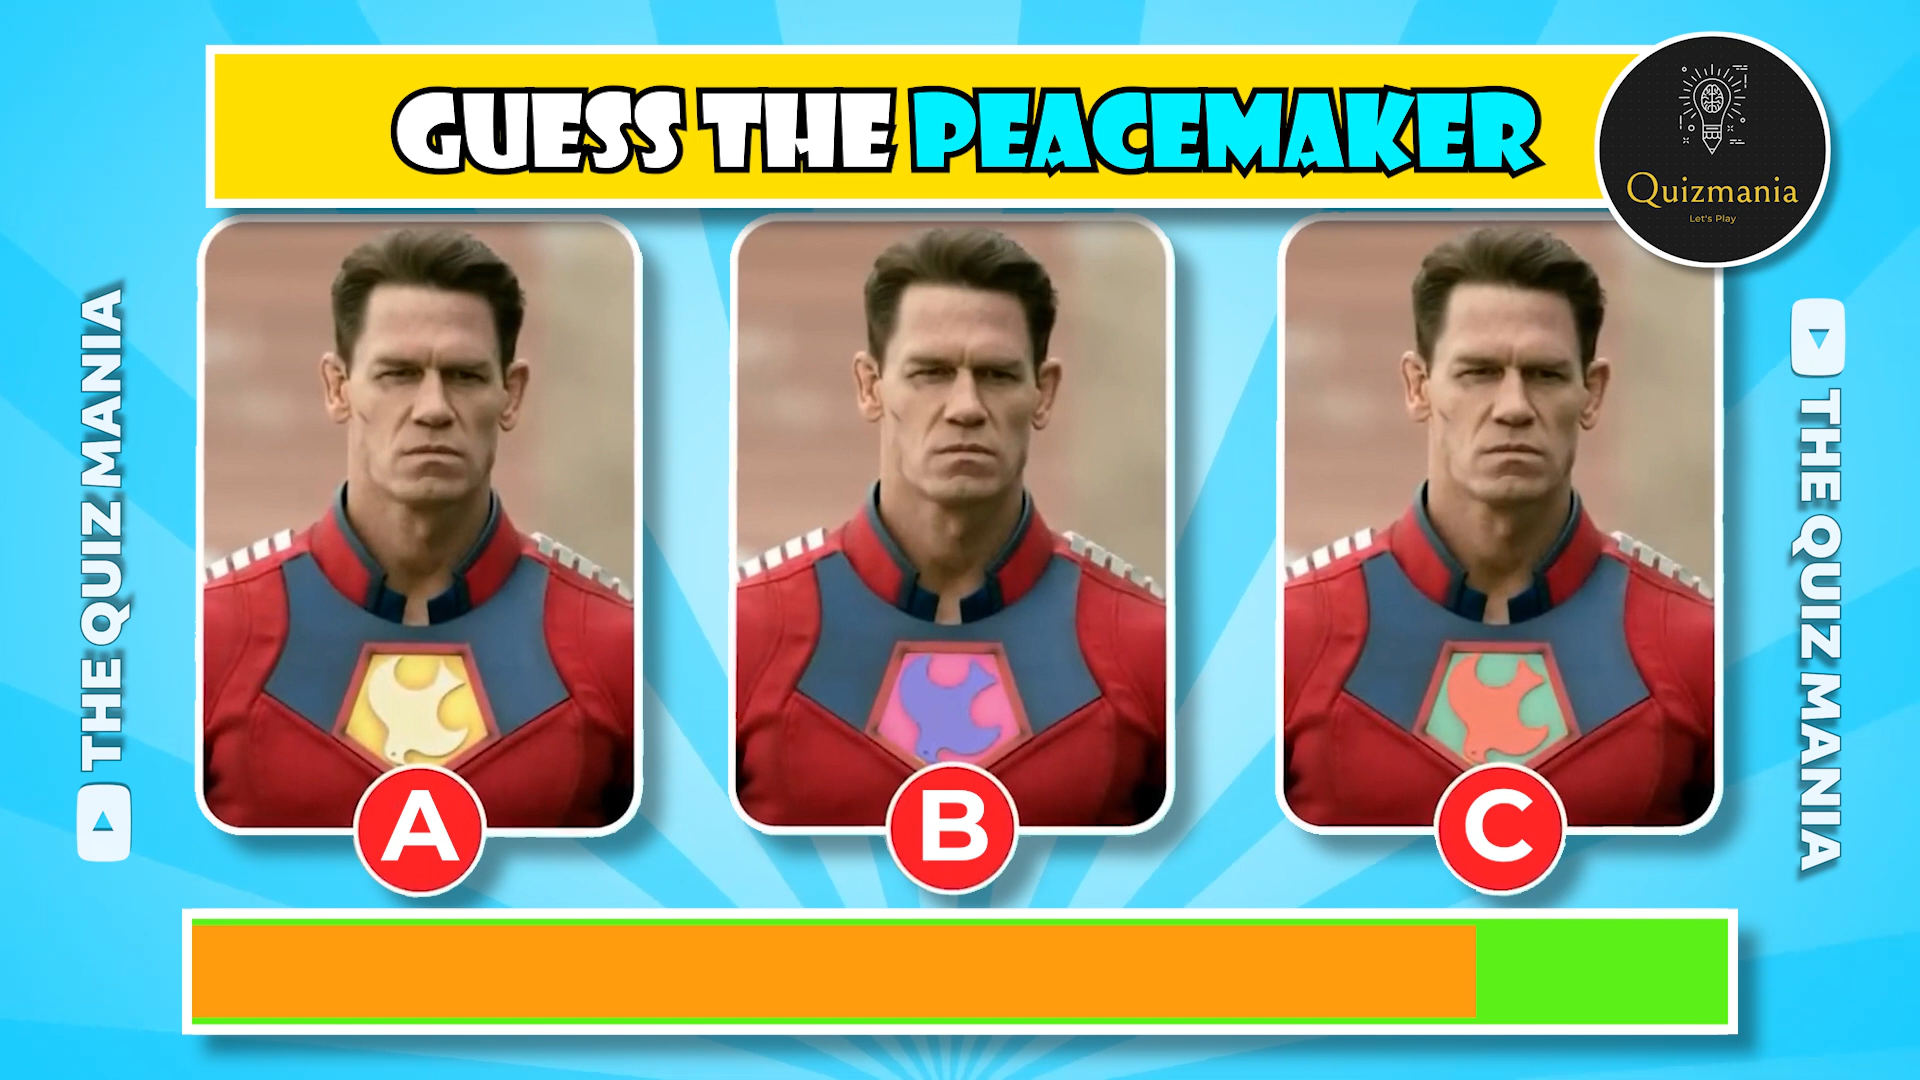 GUESS THE PEACEMAKER
Quizmania
Let's Play
THE QUIZ MANIA
THE QUIZ MANIA
A
B
C